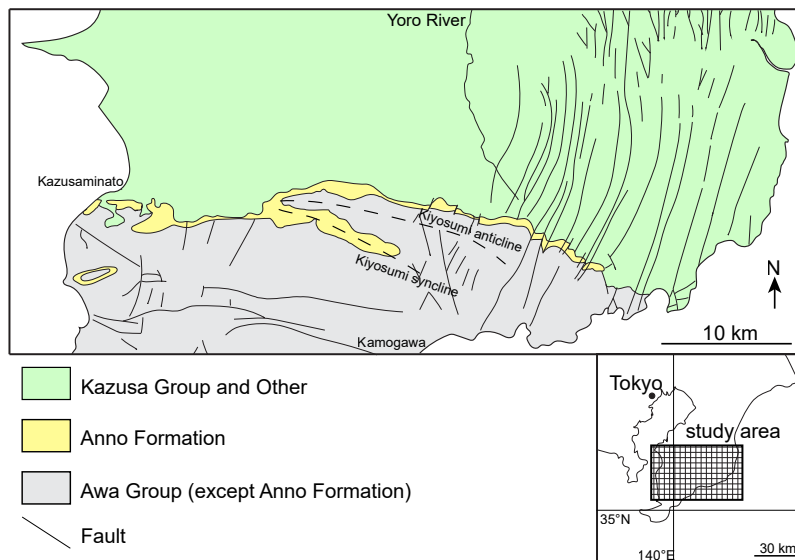 Yoro River
Kazusaminato
Kiyosumi anticline
Kiyosumi syncline
N
10 km
Kamogawa
Kazusa Group and Other
Anno Formation
Awa Group (except Anno Formation)
Fault
Tokyo
study area
35°N
140°E
30 km